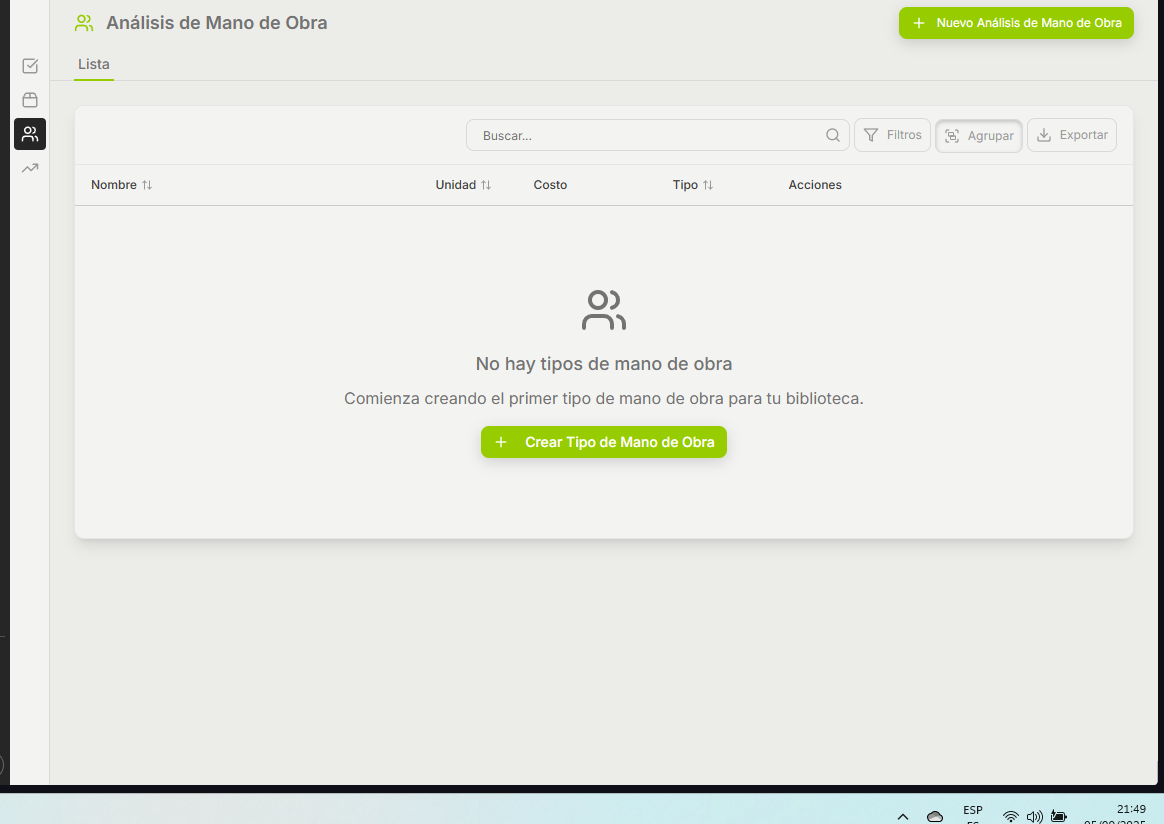 Análisis de Mano de Obra
Nuevo Análisis de Mano de Obra
Lista
Buscar...
Filtros
Agrupar
Exportar
Nombre
Unidad
Costo
Tipo
Acciones
No hay tipos de mano de obra
Comienza creando el primer tipo de mano de obra para tu biblioteca.
Crear Tipo de Mano de Obra
ESP
21:49